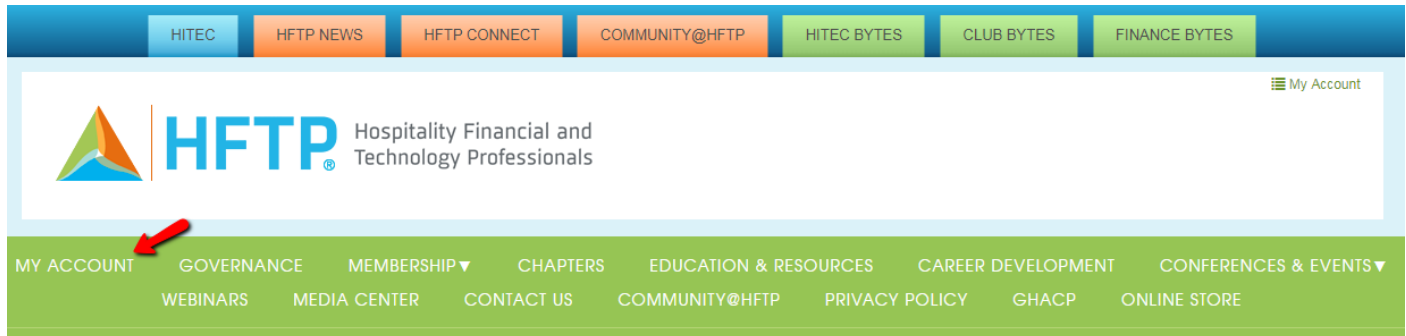 HITEC HFTP NEWS HFTP CONNECT COMMUNITY@HFTP HITEC BYTES CLUB BYTES FINANCE BYTES
My Account
HFTP® Hospitality Financial and
Technology Professionals
MY ACCOUNT GOVERNANCE MEMBERSHIP▼ CHAPTERS EDUCATION & RESOURCES CAREER DEVELOPMENT CONFERENCES & EVENTS▼
WEBINARS MEDIA CENTER CONTACT US COMMUNITY@HFTP PRIVACY POLICY GHACP ONLINE STORE